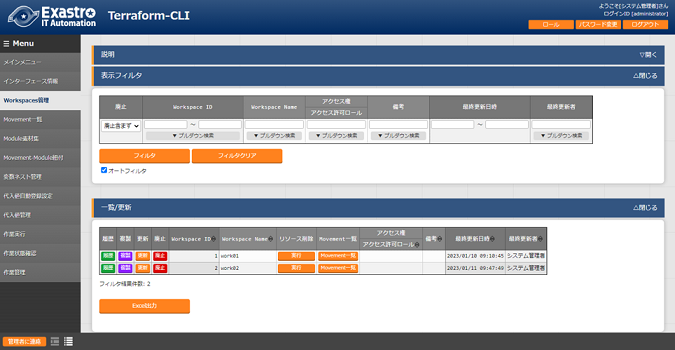 Exastro
IT Automation
Terraform-CLI
ようこそ[システム管理者]さん
ログインID [administrator]
ロール
パスワード変更
ログアウト
☰ Menu
メインメニュー
インターフェース情報
Workspaces管理
Movement一覧
Module素材集
Movement-Module紐付
変数ネスト管理
代入値自動登録設定
代入値管理
作業実行
作業状態確認
作業管理
説明
▽開く
表示フィルタ
△閉じる
廃止 Workspace ID Workspace Name アクセス権 備考 最終更新日時 最終更新者
アクセス許可ロール
廃止含まず ～ ～
▼ プルダウン検索 ▼ プルダウン検索 ▼ プルダウン検索 ▼ プルダウン検索 ▼ プルダウン検索
フィルタ
フィルタクリア
オートフィルタ
一覧/更新
△閉じる
履歴 複製 更新 廃止 Workspace ID Workspace Name リソース削除 Movement一覧 アクセス権 備考 最終更新日時 最終更新者
アクセス許可ロール
履歴 複製 更新 廃止 1 work01 実行 Movement一覧 2023/01/10 09:10:45 システム管理者
履歴 複製 更新 廃止 2 work02 実行 Movement一覧 2023/01/11 09:47:49 システム管理者
フィルタ結果件数: 2
Excel出力
管理者に連絡